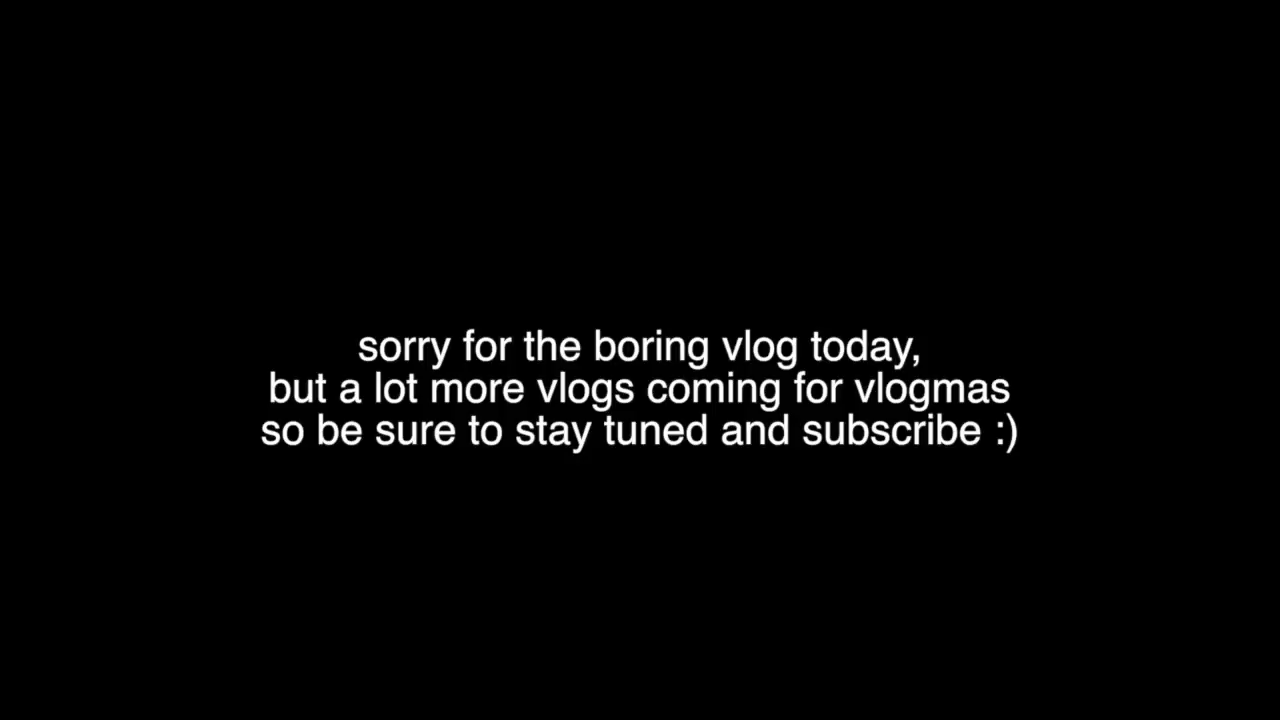 sorry for the boring vlog today,
but a lot more vlogs coming for vlogmas
so be sure to stay tuned and subscribe :)